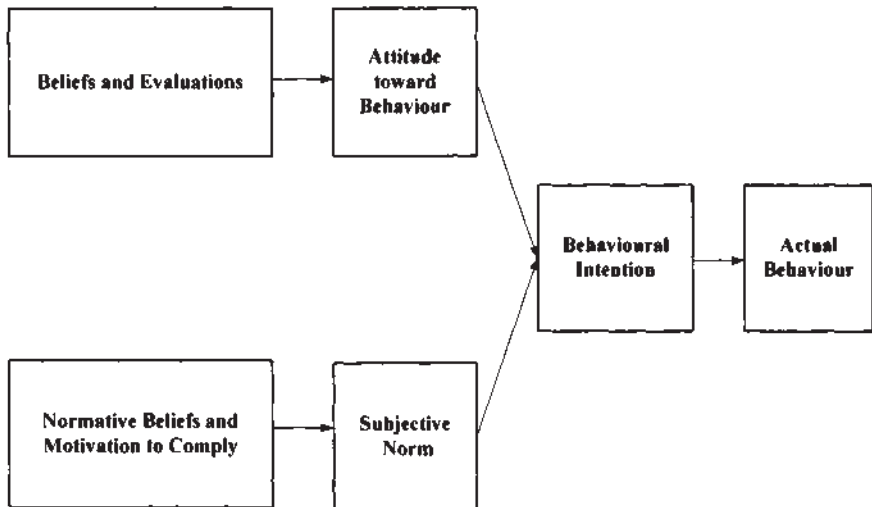 Beliefs and Evaluations
Attitude
toward
Behaviour
Behavioural
Intention
Actual
Behaviour
Normative Beliefs and
Motivation to Comply
Subjective
Norm